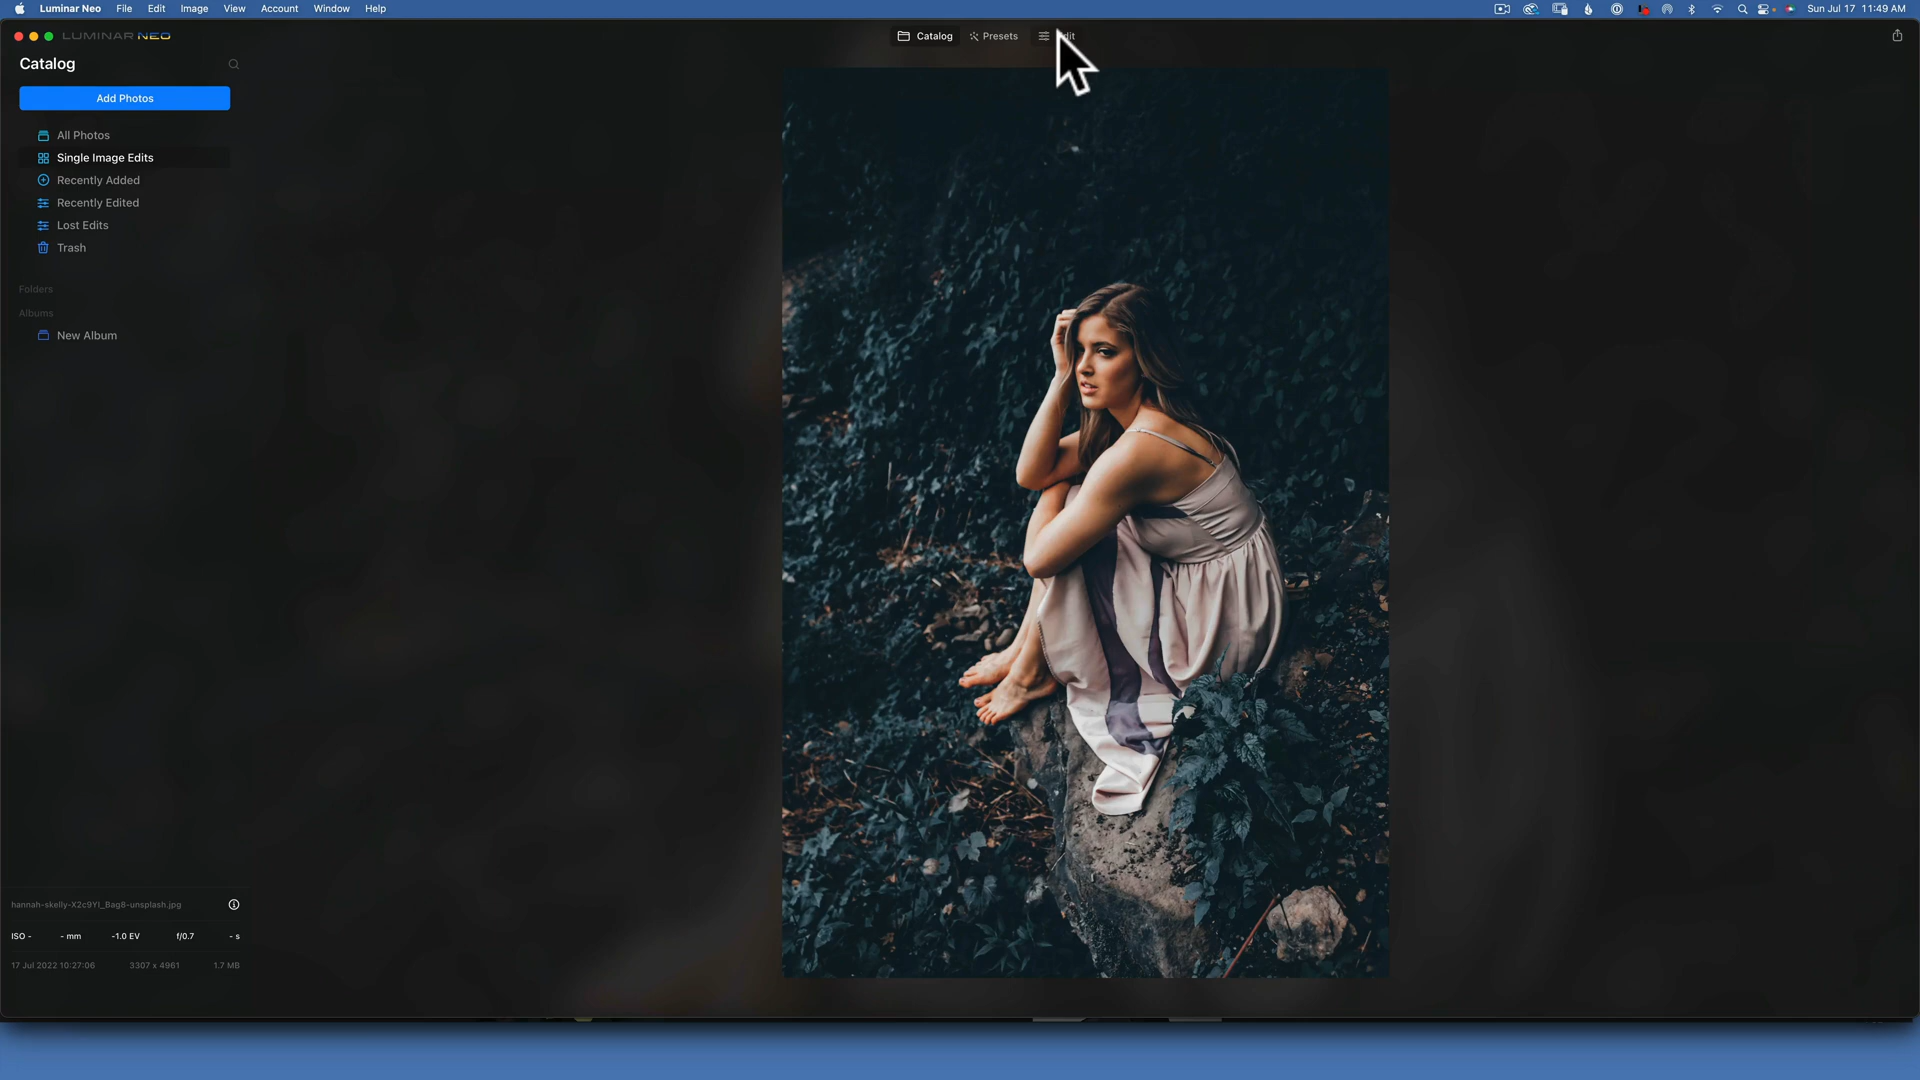 Luminar Neo File Edit Image View Account Window Help Sun Jul 17 11:49 AM
LUMINAR NEO Catalog Presets
Catalog
Add Photos
All Photos
Single Image Edits
Recently Added
Recently Edited
Lost Edits
Trash
Folders
Albums
New Album
hannah-skelly-X2c9YI_Bag8-unsplash.jpg
ISO - - mm -1.0 EV f/0.7 - s
17 Jul 2022 10:27:06 3307 x 4961 1.7 MB